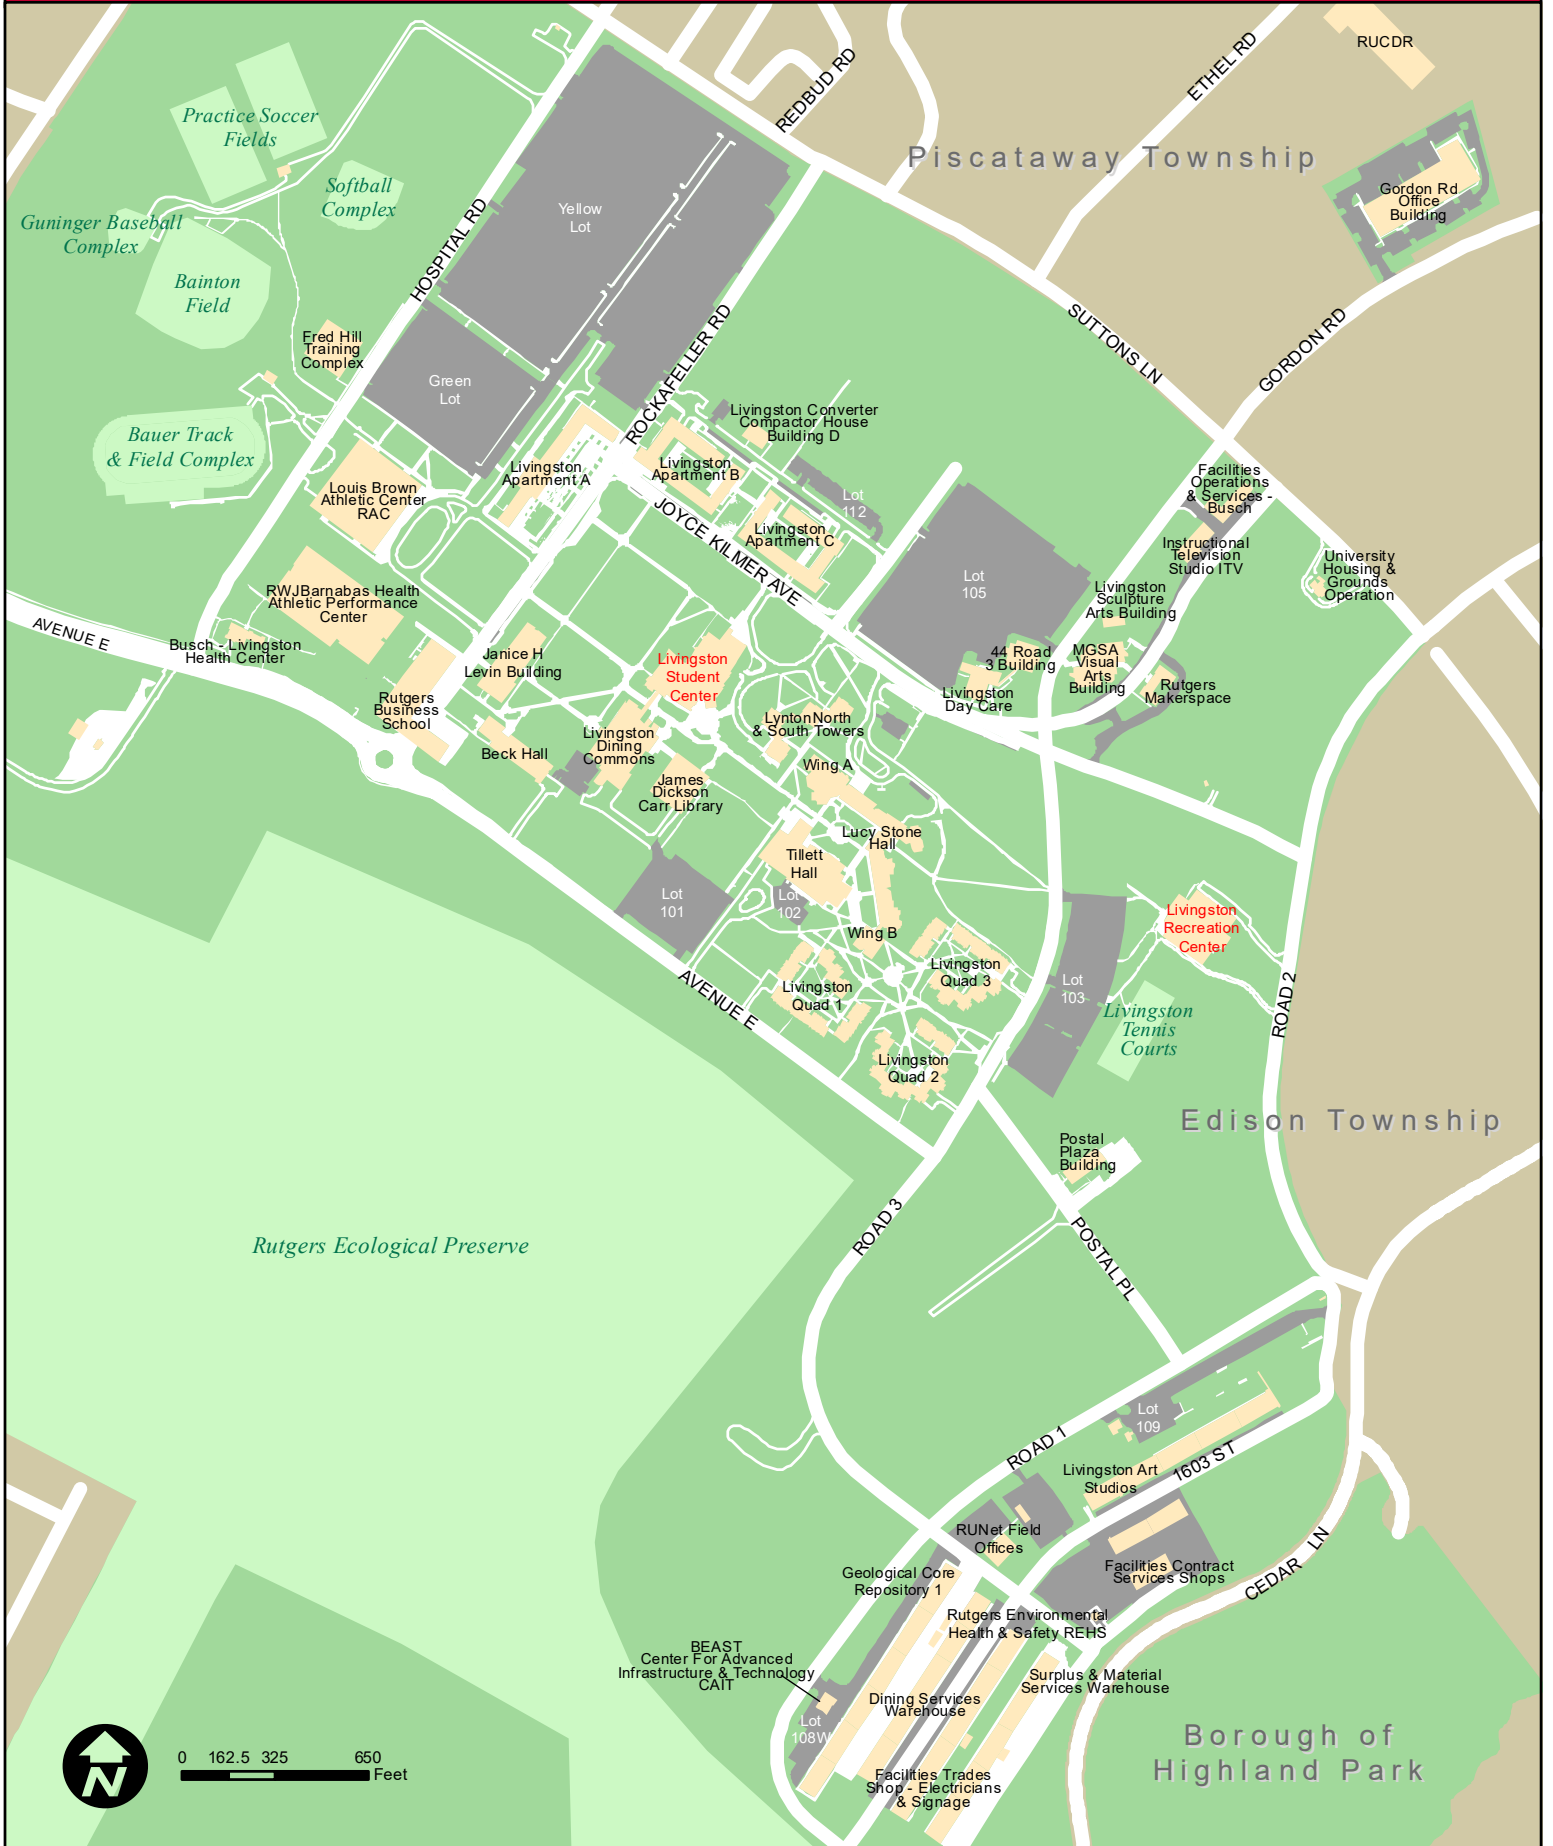 RUCDR
REDBUD RD
ETHEL RD
Practice Soccer
Fields
Piscataway Township
Softball
Complex
Gordon Rd
Office
Building
Guninger Baseball
Complex
Yellow
Lot
HOSPITAL RD
Bainton
Field
Fred Hill
Training
Complex
ROCKAFELLER RD
SUTTONS LN
GORDON RD
Green
Lot
Livingston Converter
Compactor House
Building D
Bauer Track
& Field Complex
Livingston
Apartment A
Livingston
Apartment B
Facilities
Operations
& Services -
Busch
Louis Brown
Athletic Center
RAC
Lot
112
JOYCE KILMER AVE
Livingston
Apartment C
Instructional
Television
Studio ITV
University
Housing &
Grounds
Operation
Lot
105
RWJBarnabas Health
Athletic Performance
Center
Livingston
Sculpture
Arts Building
AVENUE E
Busch - Livingston
Health Center
Janice H
Levin Building
Livingston
Student
Center
44 Road
3 Building
MGSA
Visual
Arts
Building
Rutgers
Makerspace
Livingston
Day Care
Rutgers
Business
School
Lynton North
& South Towers
Livingston
Dining
Commons
Beck Hall
Wing A
James
Dickson
Carr Library
Lucy Stone
Hall
Tillett
Hall
Lot
101
Lot
102
Livingston
Recreation
Center
Wing B
Livingston
Quad 3
Livingston
Quad 1
Lot
103
AVENUE E
ROAD 2
Livingston
Tennis
Courts
Livingston
Quad 2
Edison Township
Postal
Plaza
Building
ROAD 3
POSTAL PL
Rutgers Ecological Preserve
Lot
109
ROAD 1
1603 ST
Livingston Art
Studios
RUNet Field
Offices
CEDAR LN
Geological Core
Repository 1
Facilities Contract
Services Shops
Rutgers Environmental
Health & Safety REHS
BEAST
Center For Advanced
Infrastructure & Technology
CAIT
Surplus & Material
Services Warehouse
Dining Services
Warehouse
Lot
108W
Borough of
Highland Park
Facilities Trades
Shop - Electricians
& Signage
N
0 162.5 325 650
Feet